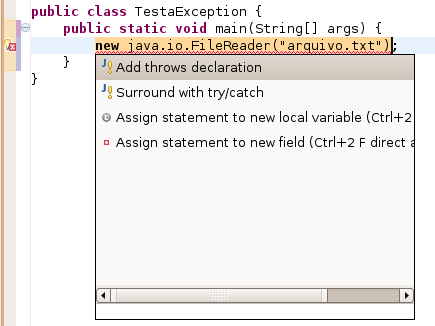 public class TestaException {
public static void main(String[] args) {
new java.io.FileReader("arquivo.txt");
}
}
Add throws declaration
Surround with try/catch
Assign statement to new local variable (Ctrl+2
Assign statement to new field (Ctrl+2 F direct a